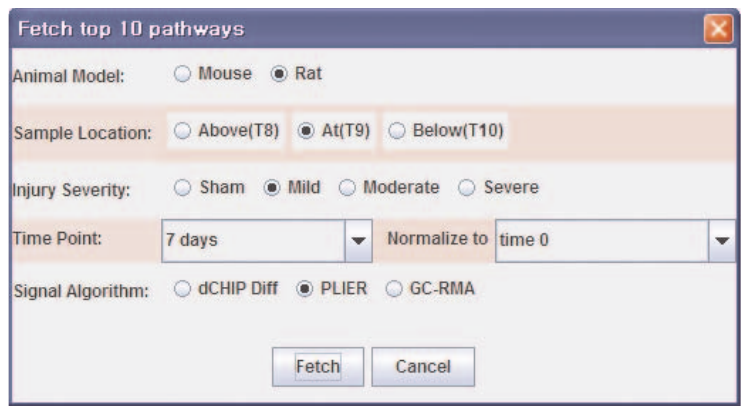 Fetch top 10 pathways
Animal Model: Mouse Rat
Sample Location: Above(T8) At(T9) Below(T10)
Injury Severity: Sham Mild Moderate Severe
Time Point: 7 days Normalize to time 0
Signal Algorithm: dCHIP Diff PLIER GC-RMA
Fetch Cancel